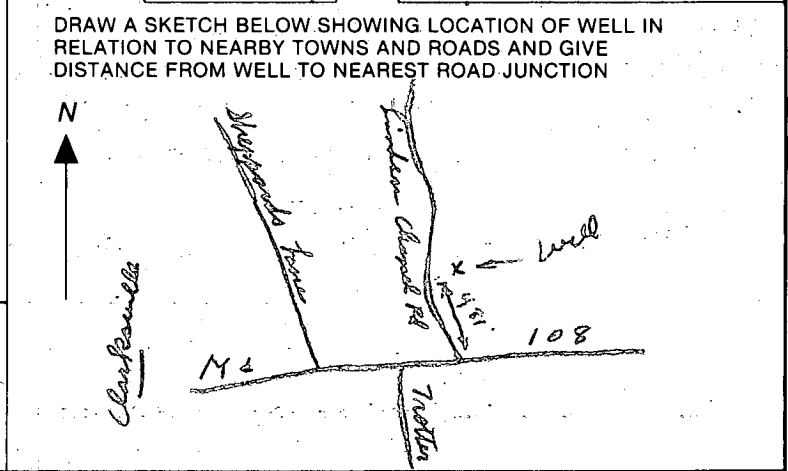 DRAW A SKETCH BELOW SHOWING LOCATION OF WELL IN
RELATION TO NEARBY TOWNS AND ROADS AND GIVE
DISTANCE FROM WELL TO NEAREST ROAD JUNCTION
N
Sheppards Lane
Linden Chapel Rd
x ← Well
Clarksville
Md
108
Trotter